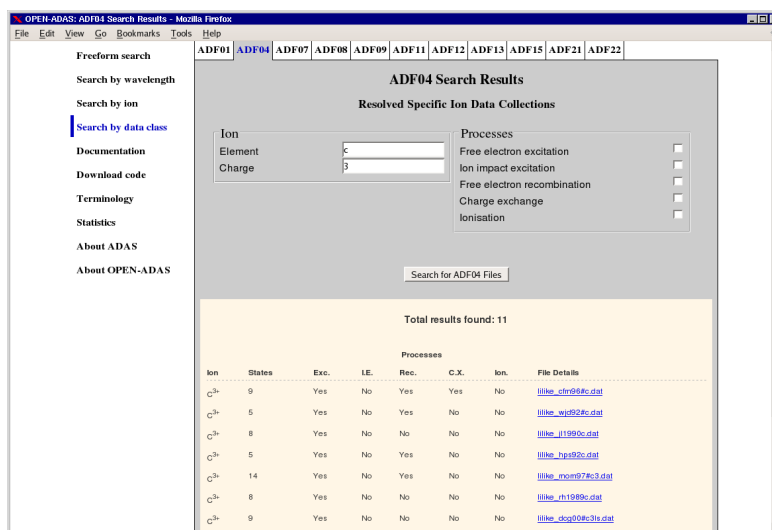 OPEN-ADAS: ADF04 Search Results - Mozilla Firefox
File Edit View Go Bookmarks Tools Help
ADF01 ADF04 ADF07 ADF08 ADF09 ADF11 ADF12 ADF13 ADF15 ADF21 ADF22
Freeform search
Search by wavelength
Search by ion
Search by data class
Documentation
Download code
Terminology
Statistics
About ADAS
About OPEN-ADAS
ADF04 Search Results
Resolved Specific Ion Data Collections
Ion
Element c
Charge 3
Processes
Free electron excitation
Ion impact excitation
Free electron recombination
Charge exchange
Ionisation
Search for ADF04 Files
Total results found: 11
Processes
Ion States Exc. I.E. Rec. C.X. Ion. File Details
C3+ 9 Yes No Yes Yes No lilike_cfm96#c.dat
C3+ 5 Yes No Yes No No lilike_wjd92#c.dat
C3+ 8 Yes No No No No lilike_jl1990c.dat
C3+ 5 Yes No Yes No No lilike_hps92c.dat
C3+ 14 Yes No Yes No No lilike_mom97#c3.dat
C3+ 8 Yes No No No No lilike_rh1989c.dat
C3+ 9 Yes No No No No lilike_dcg00#c3ls.dat